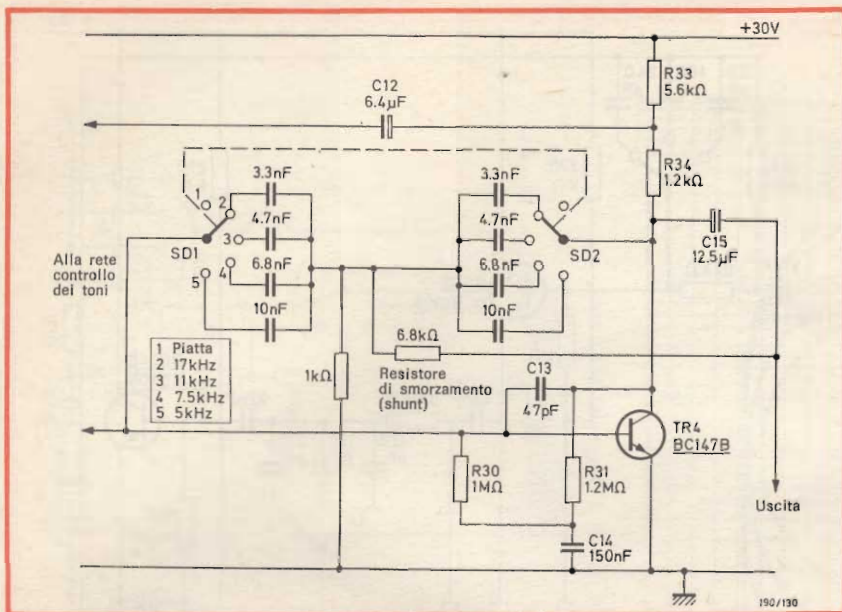 +30V
R33
5.6kΩ
C12
6.4µF
R34
1.2kΩ
1
2
3.3nF
3.3nF
4.7nF
4.7nF
3
SD1
SD2
C15
12.5µF
Alla rete
controllo
dei toni
4
6.8nF
6.8nF
5
10nF
10nF
6.8kΩ
1 Piatta
2 17kHz
3 11kHz
4 7.5kHz
5 5kHz
1kΩ
Resistore
di smorzamento
(shunt)
C13
47pF
TR4
BC147B
R30
1MΩ
R31
1.2MΩ
Uscita
C14
150nF
190/130